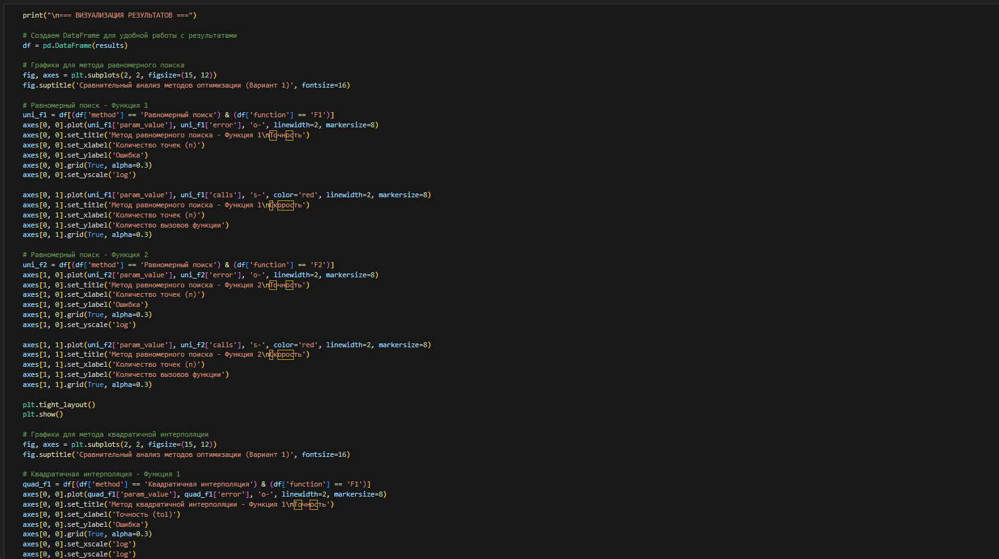 print("\n=== ВИЗУАЛИЗАЦИЯ РЕЗУЛЬТАТОВ ===")
# Создаем DataFrame для удобной работы с результатами
df = pd.DataFrame(results)
# Графики для метода равномерного поиска
fig, axes = plt.subplots(2, 2, figsize=(15, 12))
fig.suptitle('Сравнительный анализ методов оптимизации (Вариант 1)', fontsize=16)
# Равномерный поиск - Функция 1
uni_f1 = df[(df['method'] == 'Равномерный поиск') & (df['function'] == 'F1')]
axes[0, 0].plot(uni_f1['param_value'], uni_f1['error'], 'o-', linewidth=2, markersize=8)
axes[0, 0].set_title('Метод равномерного поиска - Функция 1\nТочность')
axes[0, 0].set_xlabel('Количество точек (n)')
axes[0, 0].set_ylabel('Ошибка')
axes[0, 0].grid(True, alpha=0.3)
axes[0, 0].set_yscale('log')
axes[0, 1].plot(uni_f1['param_value'], uni_f1['calls'], 's-', color='red', linewidth=2, markersize=8)
axes[0, 1].set_title('Метод равномерного поиска - Функция 1\nСкорость')
axes[0, 1].set_xlabel('Количество точек (n)')
axes[0, 1].set_ylabel('Количество вызовов функции')
axes[0, 1].grid(True, alpha=0.3)
# Равномерный поиск - Функция 2
uni_f2 = df[(df['method'] == 'Равномерный поиск') & (df['function'] == 'F2')]
axes[1, 0].plot(uni_f2['param_value'], uni_f2['error'], 'o-', linewidth=2, markersize=8)
axes[1, 0].set_title('Метод равномерного поиска - Функция 2\nТочность')
axes[1, 0].set_xlabel('Количество точек (n)')
axes[1, 0].set_ylabel('Ошибка')
axes[1, 0].grid(True, alpha=0.3)
axes[1, 0].set_yscale('log')
axes[1, 1].plot(uni_f2['param_value'], uni_f2['calls'], 's-', color='red', linewidth=2, markersize=8)
axes[1, 1].set_title('Метод равномерного поиска - Функция 2\nСкорость')
axes[1, 1].set_xlabel('Количество точек (n)')
axes[1, 1].set_ylabel('Количество вызовов функции')
axes[1, 1].grid(True, alpha=0.3)
plt.tight_layout()
plt.show()
# Графики для метода квадратичной интерполяции
fig, axes = plt.subplots(2, 2, figsize=(15, 12))
fig.suptitle('Сравнительный анализ методов оптимизации (Вариант 1)', fontsize=16)
# Квадратичная интерполяция - Функция 1
quad_f1 = df[(df['method'] == 'Квадратичная интерполяция') & (df['function'] == 'F1')]
axes[0, 0].plot(quad_f1['param_value'], quad_f1['error'], 'o-', linewidth=2, markersize=8)
axes[0, 0].set_title('Метод квадратичной интерполяции - Функция 1\nТочность')
axes[0, 0].set_xlabel('Точность (tol)')
axes[0, 0].set_ylabel('Ошибка')
axes[0, 0].grid(True, alpha=0.3)
axes[0, 0].set_xscale('log')
axes[0, 0].set_yscale('log')